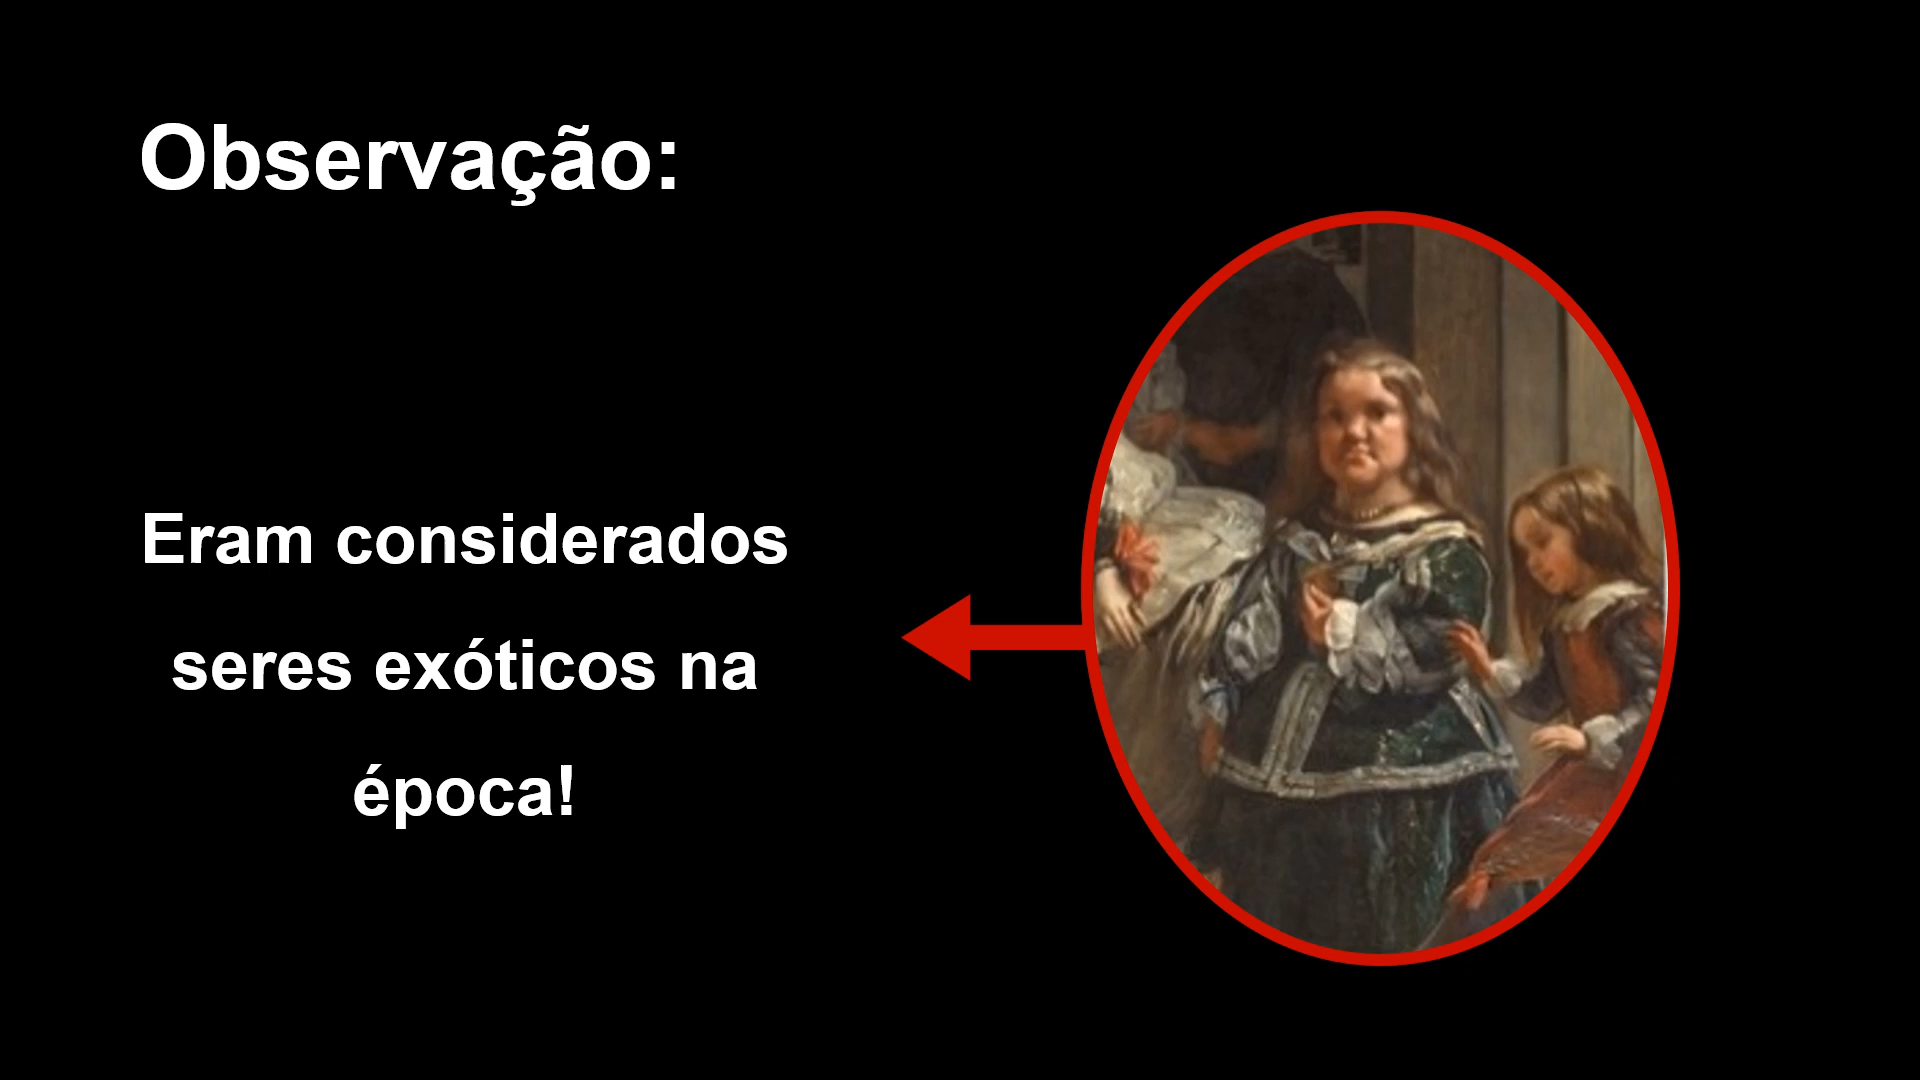 Observação:
Eram considerados
seres exóticos na
época!